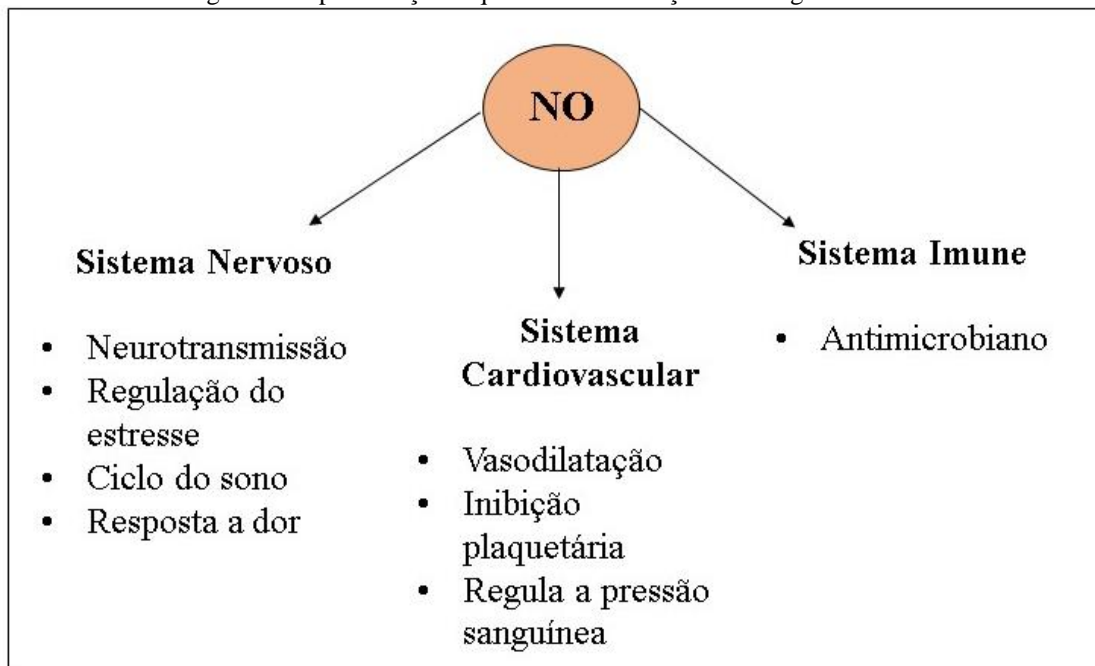 NO
Sistema Nervoso
• Neurotransmissão
• Regulação do
estresse
• Ciclo do sono
• Resposta a dor
Sistema
Cardiovascular
• Vasodilatação
• Inibição
plaquetária
• Regula a pressão
sanguínea
Sistema Imune
• Antimicrobiano